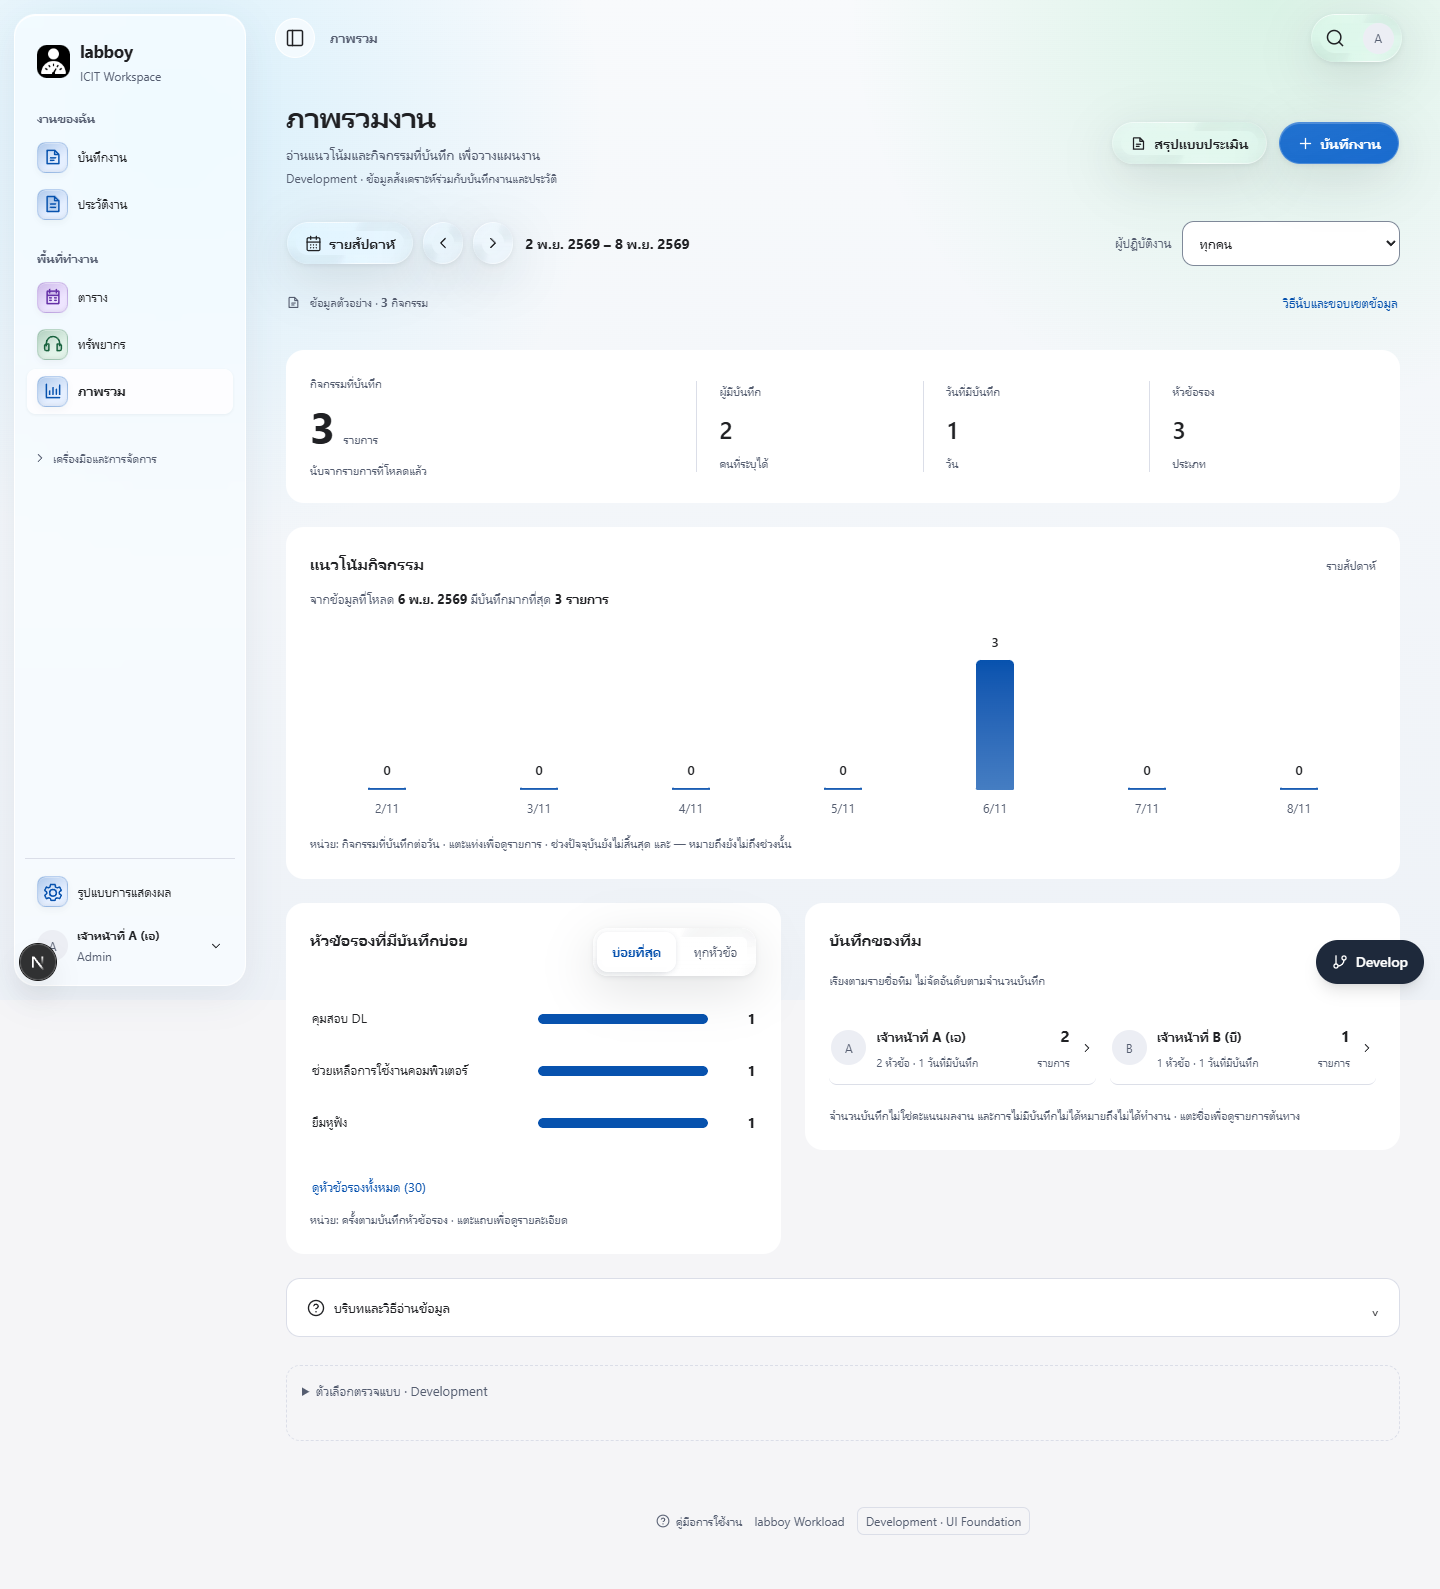 labboy
ICIT Workspace
งานของฉัน
บันทึกงาน
ประวัติงาน
พื้นที่ทำงาน
ตาราง
ทรัพยากร
ภาพรวม
เครื่องมือและการจัดการ
รูปแบบการแสดงผล
A
เจ้าหน้าที่ A (เอ)
Admin
N
ภาพรวม
A
ภาพรวมงาน
อ่านแนวโน้มและกิจกรรมที่บันทึก เพื่อวางแผนงาน
Development · ข้อมูลสังเคราะห์ร่วมกับบันทึกงานและประวัติ
สรุปแบบประเมิน
บันทึกงาน
รายสัปดาห์
2 พ.ย. 2569 – 8 พ.ย. 2569
ผู้ปฏิบัติงาน
ทุกคน
ข้อมูลตัวอย่าง · 3 กิจกรรม
วิธีนับและขอบเขตข้อมูล
กิจกรรมที่บันทึก
3 รายการ
นับจากรายการที่โหลดแล้ว
ผู้มีบันทึก
2
คนที่ระบุได้
วันที่มีบันทึก
1
วัน
หัวข้อรอง
3
ประเภท
แนวโน้มกิจกรรม
รายสัปดาห์
จากข้อมูลที่โหลด 6 พ.ย. 2569 มีบันทึกมากที่สุด 3 รายการ
0 0 0 0 3 0 0
2/11 3/11 4/11 5/11 6/11 7/11 8/11
หน่วย: กิจกรรมที่บันทึกต่อวัน · แตะแท่งเพื่อดูรายการ · ช่วงปัจจุบันยังไม่สิ้นสุด และ — หมายถึงยังไม่ถึงช่วงนั้น
หัวข้อรองที่มีบันทึกบ่อย
บ่อยที่สุด
ทุกหัวข้อ
คุมสอบ DL 1
ช่วยเหลือการใช้งานคอมพิวเตอร์ 1
ยืมหูฟัง 1
ดูหัวข้อรองทั้งหมด (30)
หน่วย: ครั้งตามบันทึกหัวข้อรอง · แตะแถบเพื่อดูรายละเอียด
บันทึกของทีม
เรียงตามรายชื่อทีม ไม่จัดอันดับตามจำนวนบันทึก
A
เจ้าหน้าที่ A (เอ) 2
2 หัวข้อ · 1 วันที่มีบันทึก รายการ
B
เจ้าหน้าที่ B (บี) 1
1 หัวข้อ · 1 วันที่มีบันทึก รายการ
จำนวนบันทึกไม่ใช่คะแนนผลงาน และการไม่มีบันทึกไม่ได้หมายถึงไม่ได้ทำงาน · แตะชื่อเพื่อดูรายการต้นทาง
Develop
บริบทและวิธีอ่านข้อมูล
ตัวเลือกตรวจแบบ · Development
คู่มือการใช้งาน
labboy Workload
Development · UI Foundation